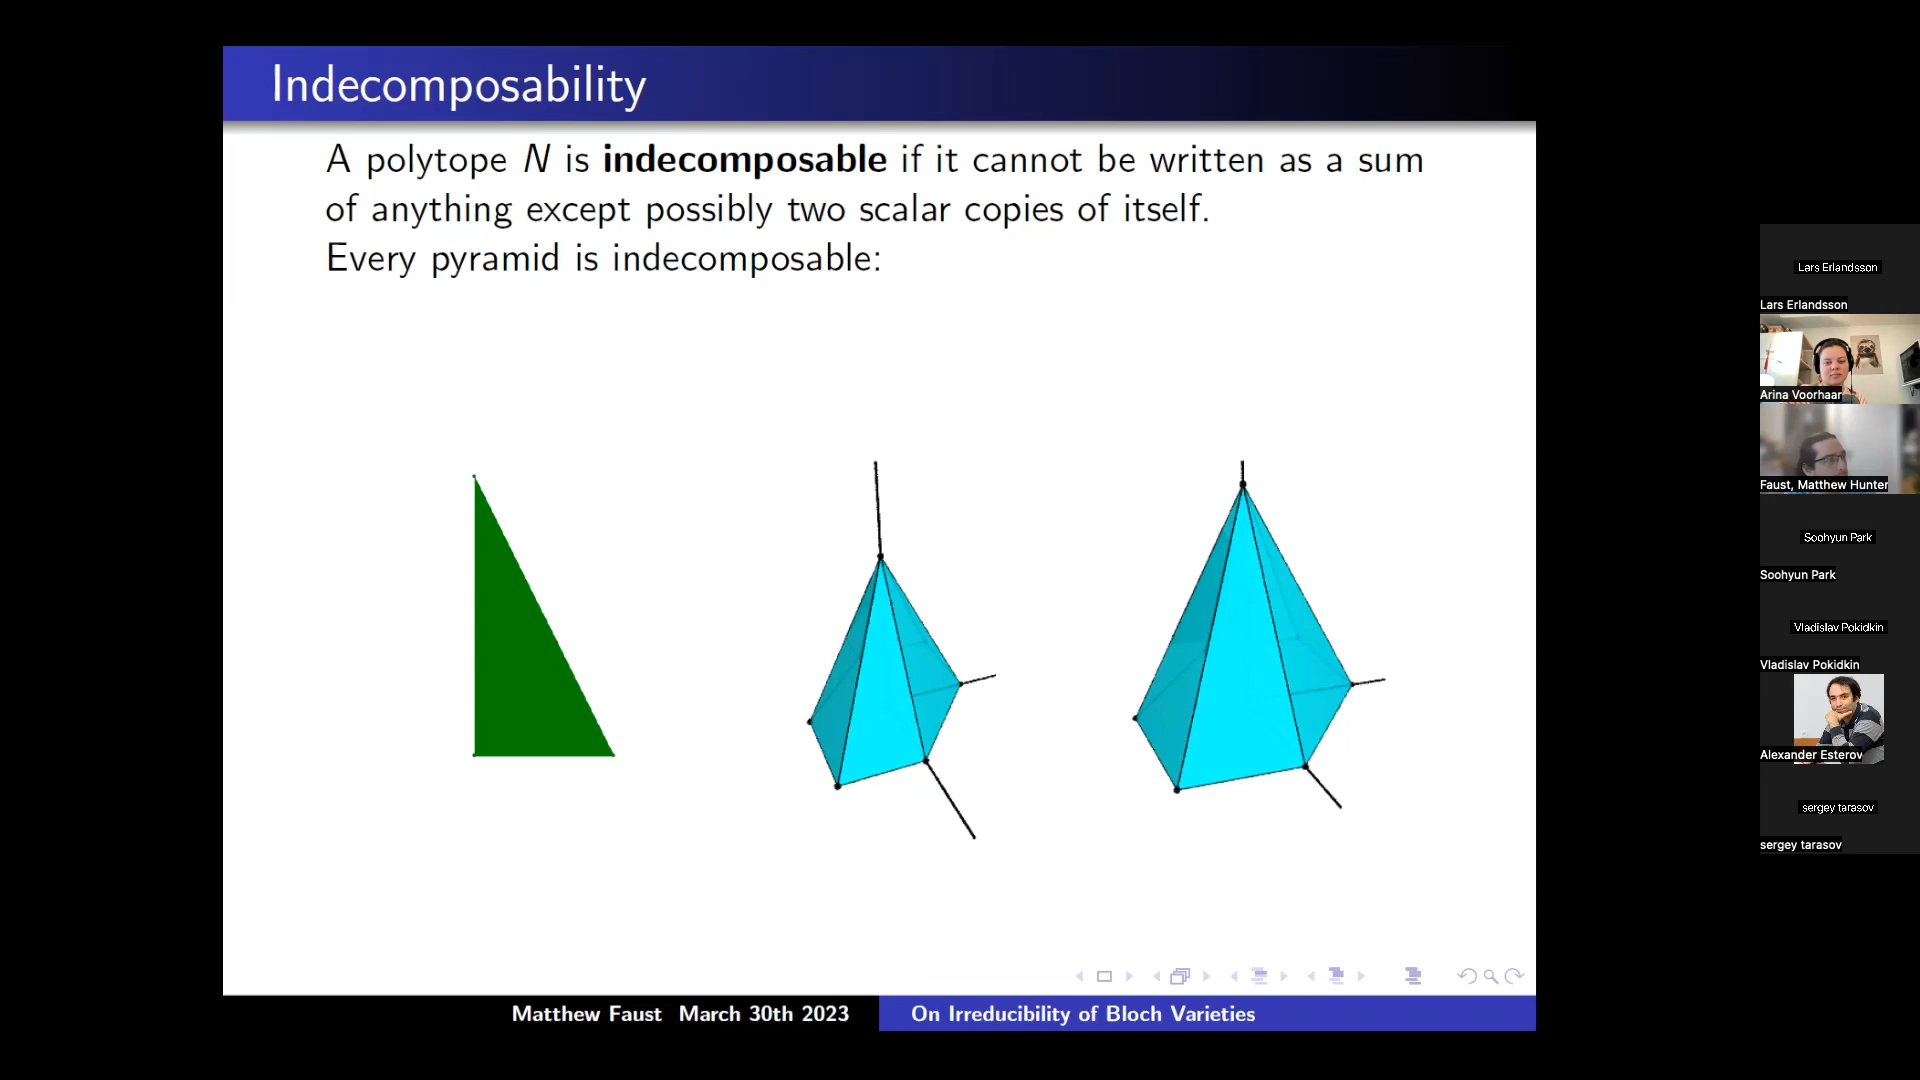 Indecomposability
A polytope N is indecomposable if it cannot be written as a sum
of anything except possibly two scalar copies of itself.
Every pyramid is indecomposable:
Matthew Faust March 30th 2023
On Irreducibility of Bloch Varieties
Lars Erlandsson
Lars Erlandsson
Arina Voorhaar
Faust, Matthew Hunter
Soohyun Park
Soohyun Park
Vladislav Pokidkin
Vladislav Pokidkin
Alexander Esterov
sergey tarasov
sergey tarasov